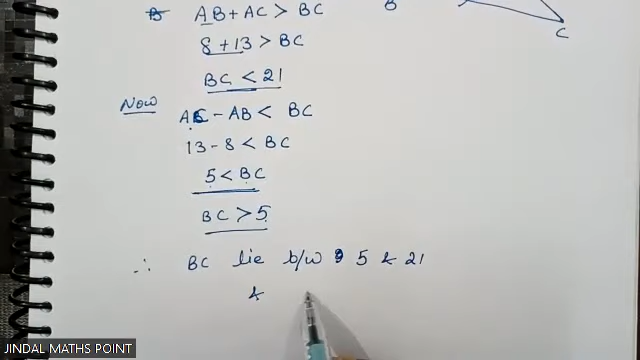 AB + AC > BC
B
C
8 + 13 > BC
BC < 21
Now
AC - AB < BC
13 - 8 < BC
5 < BC
BC > 5
∴ BC lie b/w 5 & 21
&
JINDAL MATHS POINT